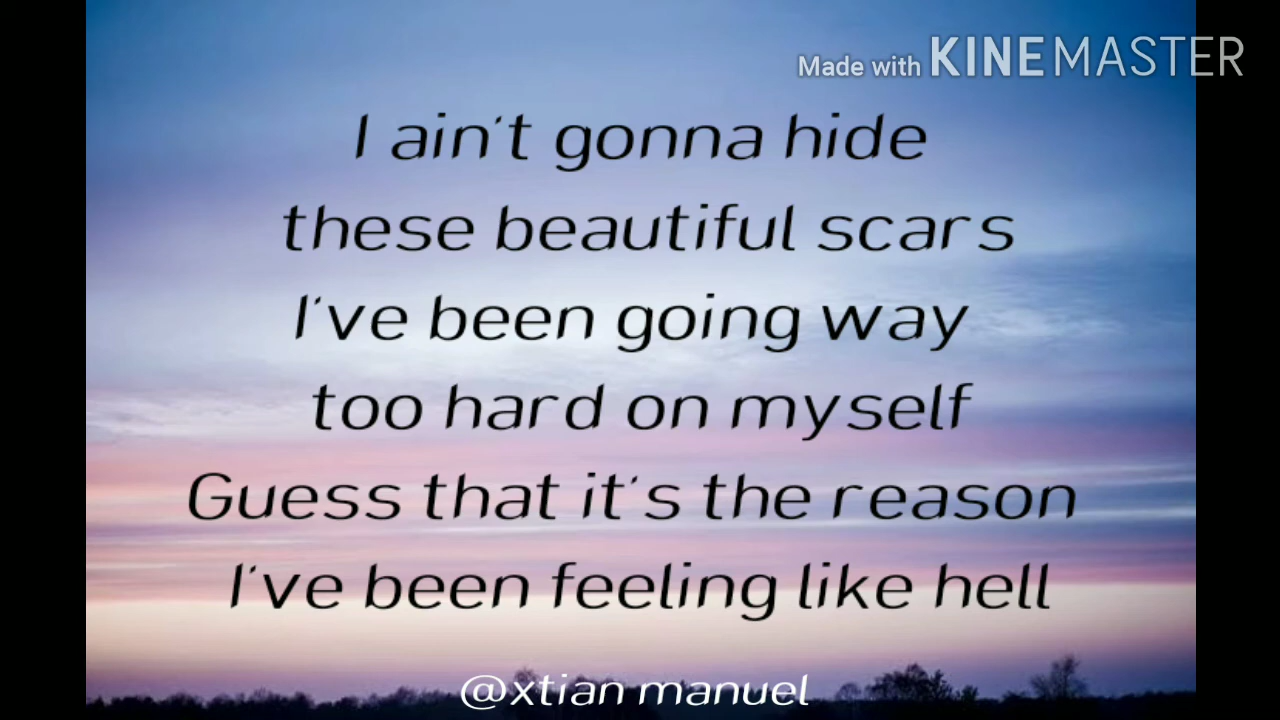 Made with KINEMASTER
I ain't gonna hide
these beautiful scars
I've been going way
too hard on myself
Guess that it's the reason
I've been feeling like hell
@xtian manuel